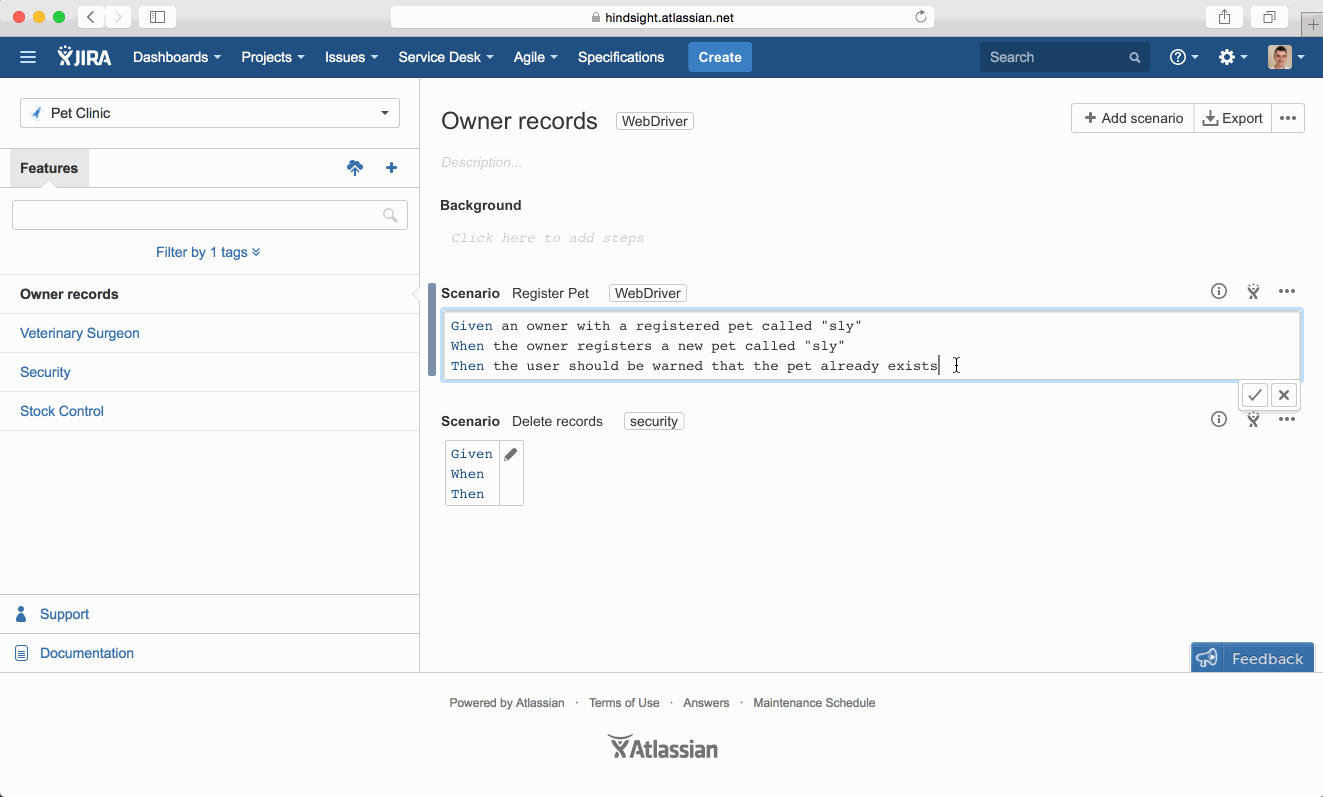 hindsight.atlassian.net
JIRA Dashboards Projects Issues Service Desk Agile Specifications Create Search
Pet Clinic
Features
Filter by 1 tags
Owner records
Veterinary Surgeon
Security
Stock Control
Support
Documentation
Owner records WebDriver
Add scenario Export
Description...
Background
Click here to add steps
Scenario Register Pet WebDriver
Given an owner with a registered pet called "sly"
When the owner registers a new pet called "sly"
Then the user should be warned that the pet already exists
Scenario Delete records security
Given
When
Then
Feedback
Powered by Atlassian · Terms of Use · Answers · Maintenance Schedule
Atlassian